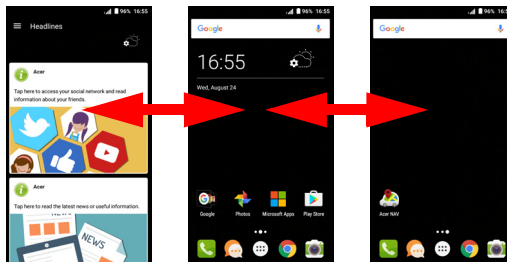 96% 16:55
Headlines
Acer
Tap here to access your social network and read
information about your friends.
Acer
Tap here to read the latest news or useful information.
NEWS
NEWS
96% 16:55
Google
16:55
Wed, August 24
Google
Photos
Microsoft Apps
Play Store
96% 16:55
Google
Acer NAV